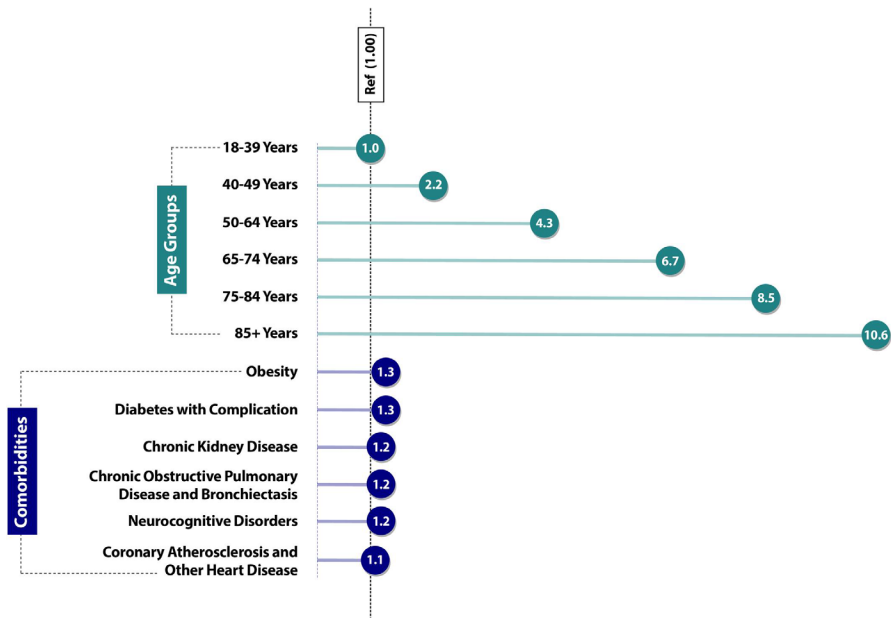 Ref (1.00)
Age Groups
18-39 Years
1.0
40-49 Years
2.2
50-64 Years
4.3
65-74 Years
6.7
75-84 Years
8.5
85+ Years
10.6
Comorbidities
Obesity
1.3
Diabetes with Complication
1.3
Chronic Kidney Disease
1.2
Chronic Obstructive Pulmonary
Disease and Bronchiectasis
1.2
Neurocognitive Disorders
1.2
Coronary Atherosclerosis and
Other Heart Disease
1.1